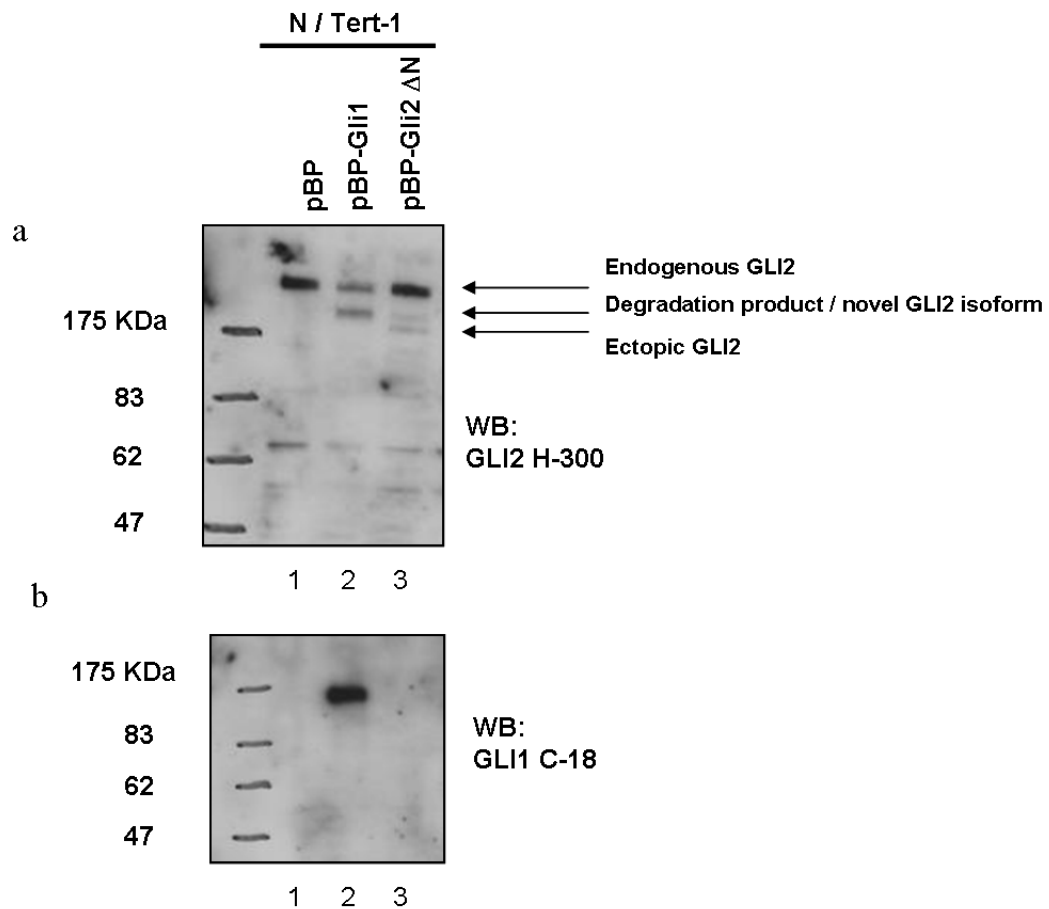 N / Tert-1
pBP
pBP-Gli1
pBP-Gli2 ΔN
a
Endogenous GLI2
Degradation product / novel GLI2 isoform
Ectopic GLI2
175 KDa
83
62
47
WB:
GLI2 H-300
1 2 3
b
175 KDa
83
62
47
WB:
GLI1 C-18
1 2 3